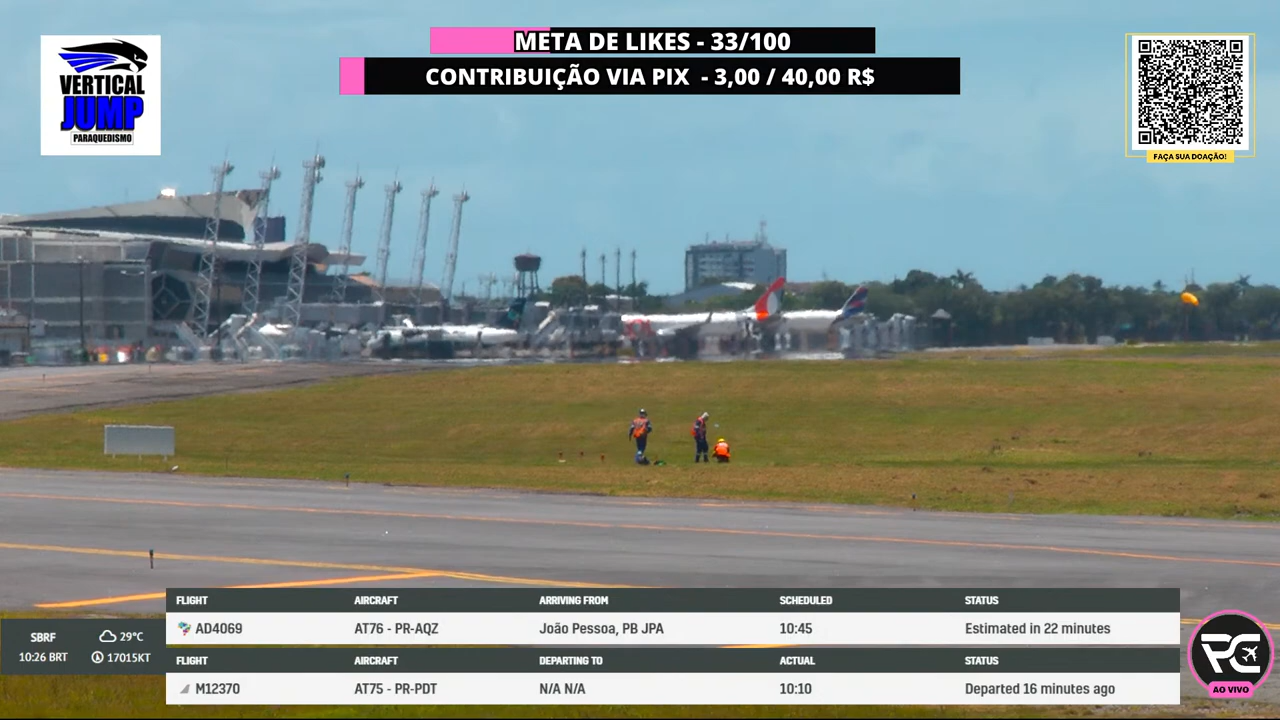 META DE LIKES - 33/100
CONTRIBUIÇÃO VIA PIX - 3,00 / 40,00 R$
VERTICAL
JUMP
PARAQUEDISMO
FAÇA SUA DOAÇÃO!
FLIGHT AIRCRAFT ARRIVING FROM SCHEDULED STATUS
AD4069 AT76 - PR-AQZ João Pessoa, PB JPA 10:45 Estimated in 22 minutes
SBRF 29°C
10:26 BRT 17015KT
FLIGHT AIRCRAFT DEPARTING TO ACTUAL STATUS
M12370 AT75 - PR-PDT N/A N/A 10:10 Departed 16 minutes ago
PC
AO VIVO